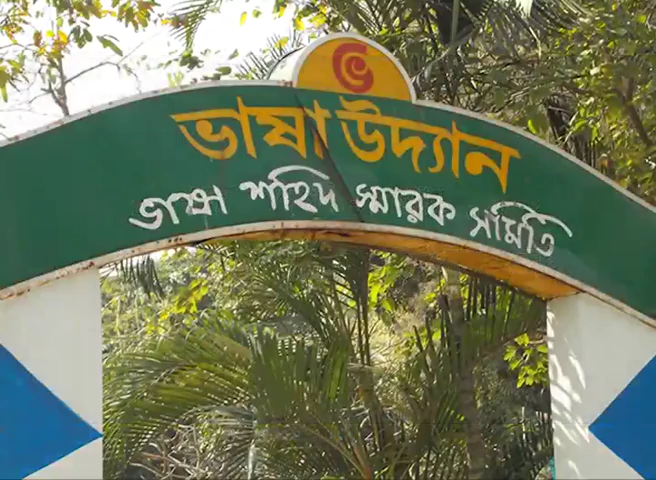 ভাষা উদ্যান
ভাষা শহিদ স্মারক সমিতি